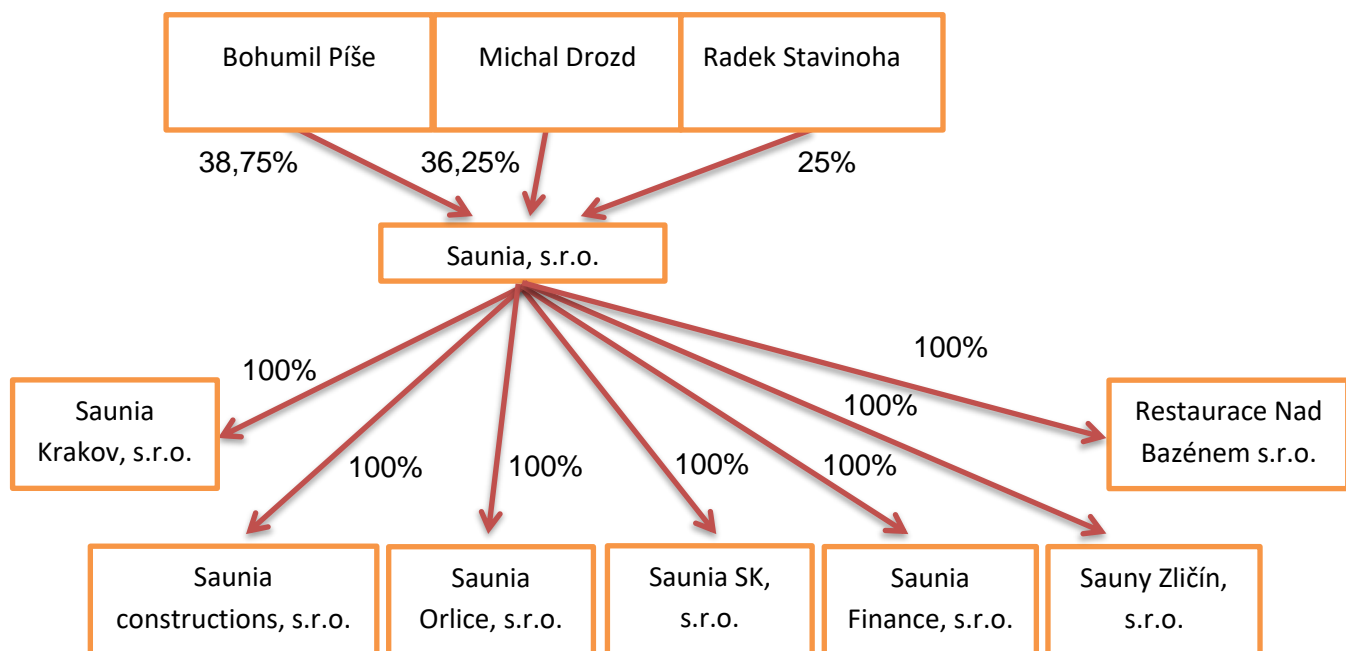 Bohumil Píše
Michal Drozd
Radek Stavinoha
38,75%
36,25%
25%
Saunia, s.r.o.
100%
100%
100%
100%
100%
100%
100%
Saunia
Krakov, s.r.o.
Restaurace Nad
Bazénem s.r.o.
Saunia
constructions, s.r.o.
Saunia
Orlice, s.r.o.
Saunia SK,
s.r.o.
Saunia
Finance, s.r.o.
Sauny Zličín,
s.r.o.